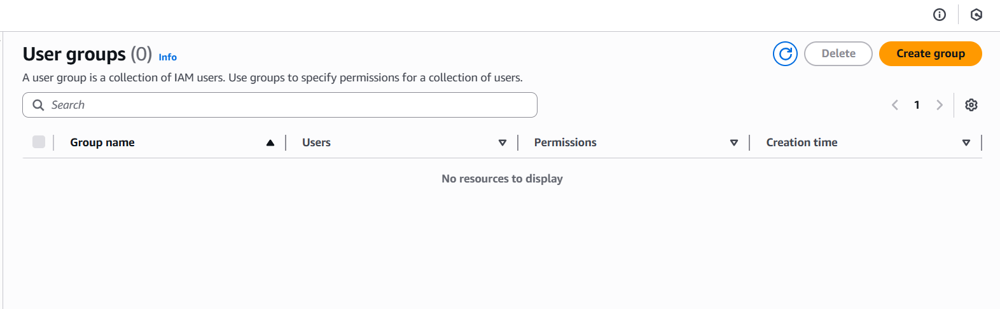 User groups (0) Info
Delete
Create group
A user group is a collection of IAM users. Use groups to specify permissions for a collection of users.
Search
1
Group name Users Permissions Creation time
No resources to display